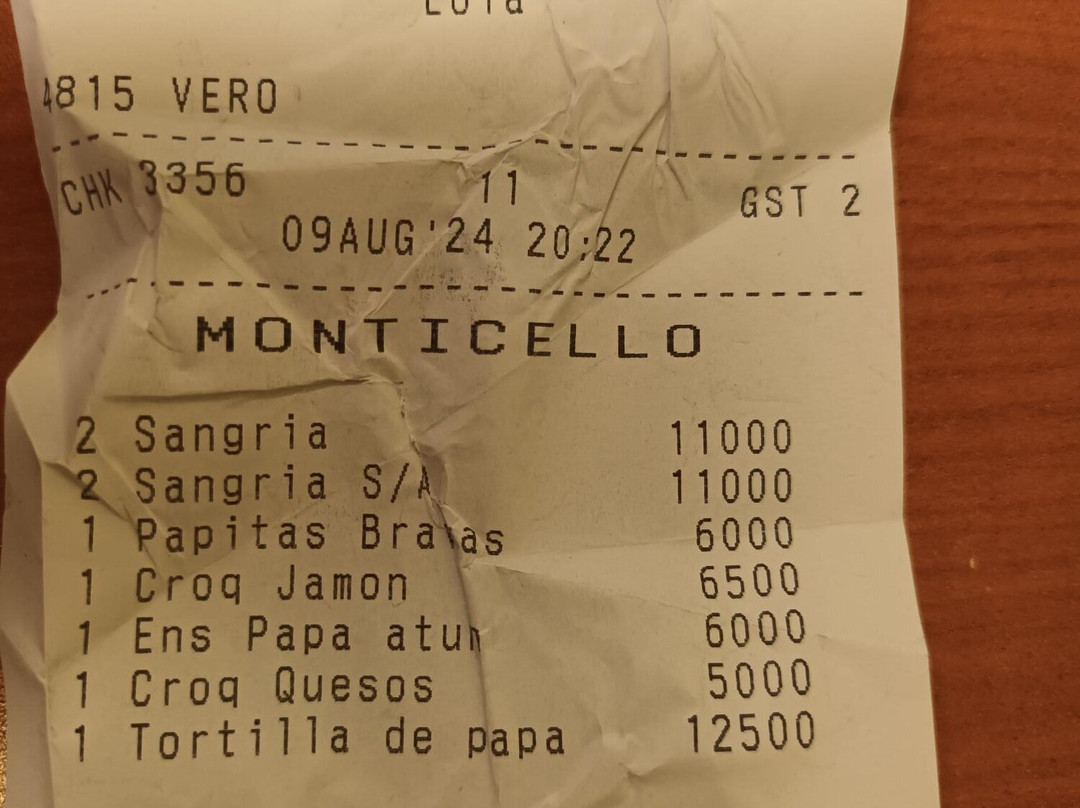 4815 VERO
CHK 3356 11 GST 2
09AUG'24 20:22
MONTICELLO
2 Sangria 11000
2 Sangria S/A 11000
1 Papitas Bravas 6000
1 Croq Jamon 6500
1 Ens Papa atun 6000
1 Croq Quesos 5000
1 Tortilla de papa 12500